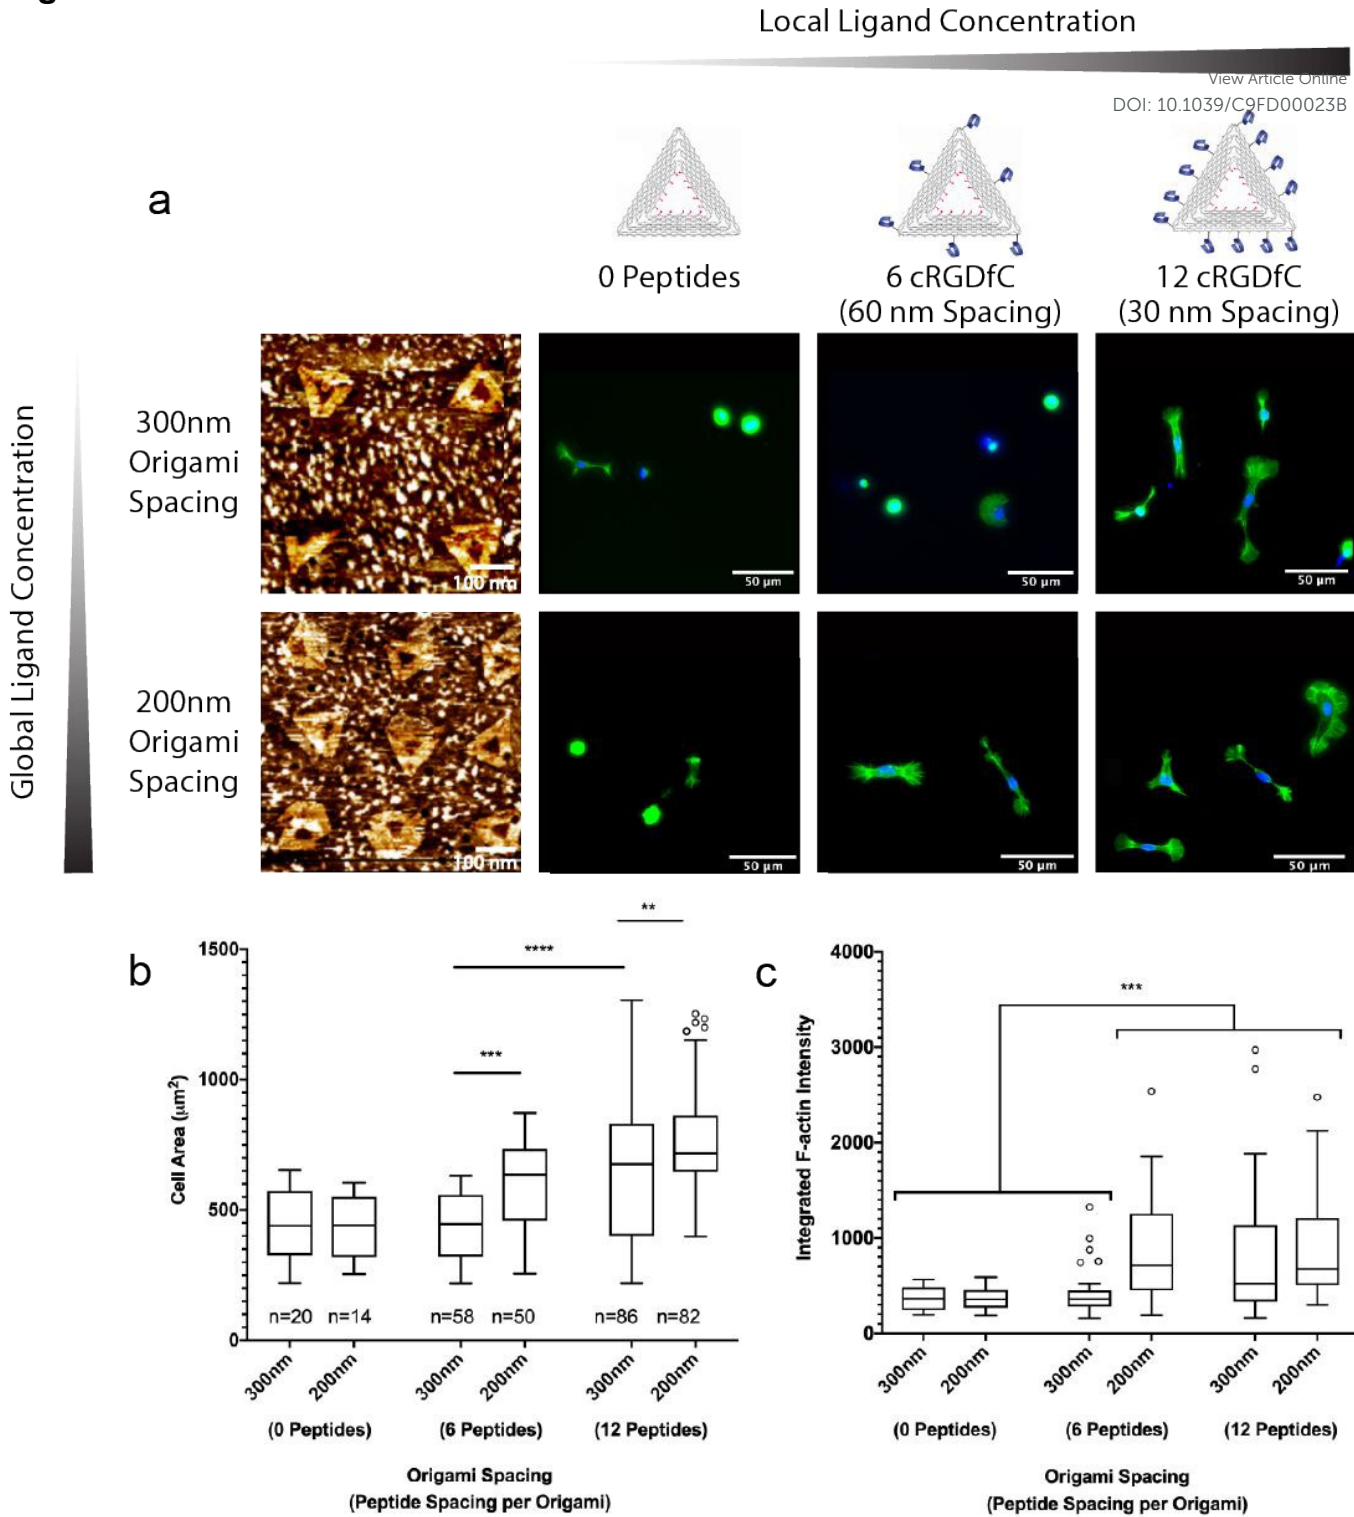 Local Ligand Concentration
View Article Online
DOI: 10.1039/C9FD00023B
a
0 Peptides
6 cRGDfC
(60 nm Spacing)
12 cRGDfC
(30 nm Spacing)
Global Ligand Concentration
300nm
Origami
Spacing
100 nm
50 µm
50 µm
50 µm
200nm
Origami
Spacing
100 nm
50 µm
50 µm
50 µm
b
Cell Area (µm²)
1500
1000
500
0
****
**
***
n=20
n=14
n=58
n=50
n=86
n=82
300nm
200nm
300nm
200nm
300nm
200nm
(0 Peptides)
(6 Peptides)
(12 Peptides)
Origami Spacing
(Peptide Spacing per Origami)
c
Integrated F-actin Intensity
4000
3000
2000
1000
0
***
300nm
200nm
300nm
200nm
300nm
200nm
(0 Peptides)
(6 Peptides)
(12 Peptides)
Origami Spacing
(Peptide Spacing per Origami)